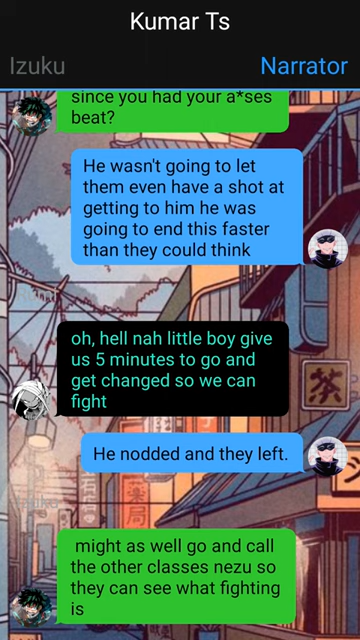 Kumar Ts
Izuku
Narrator
since you had your a*ses
beat?
He wasn't going to let
them even have a shot at
getting to him he was
going to end this faster
than they could think
oh, hell nah little boy give
us 5 minutes to go and
get changed so we can
fight
He nodded and they left.
might as well go and call
the other classes nezu so
they can see what fighting
is